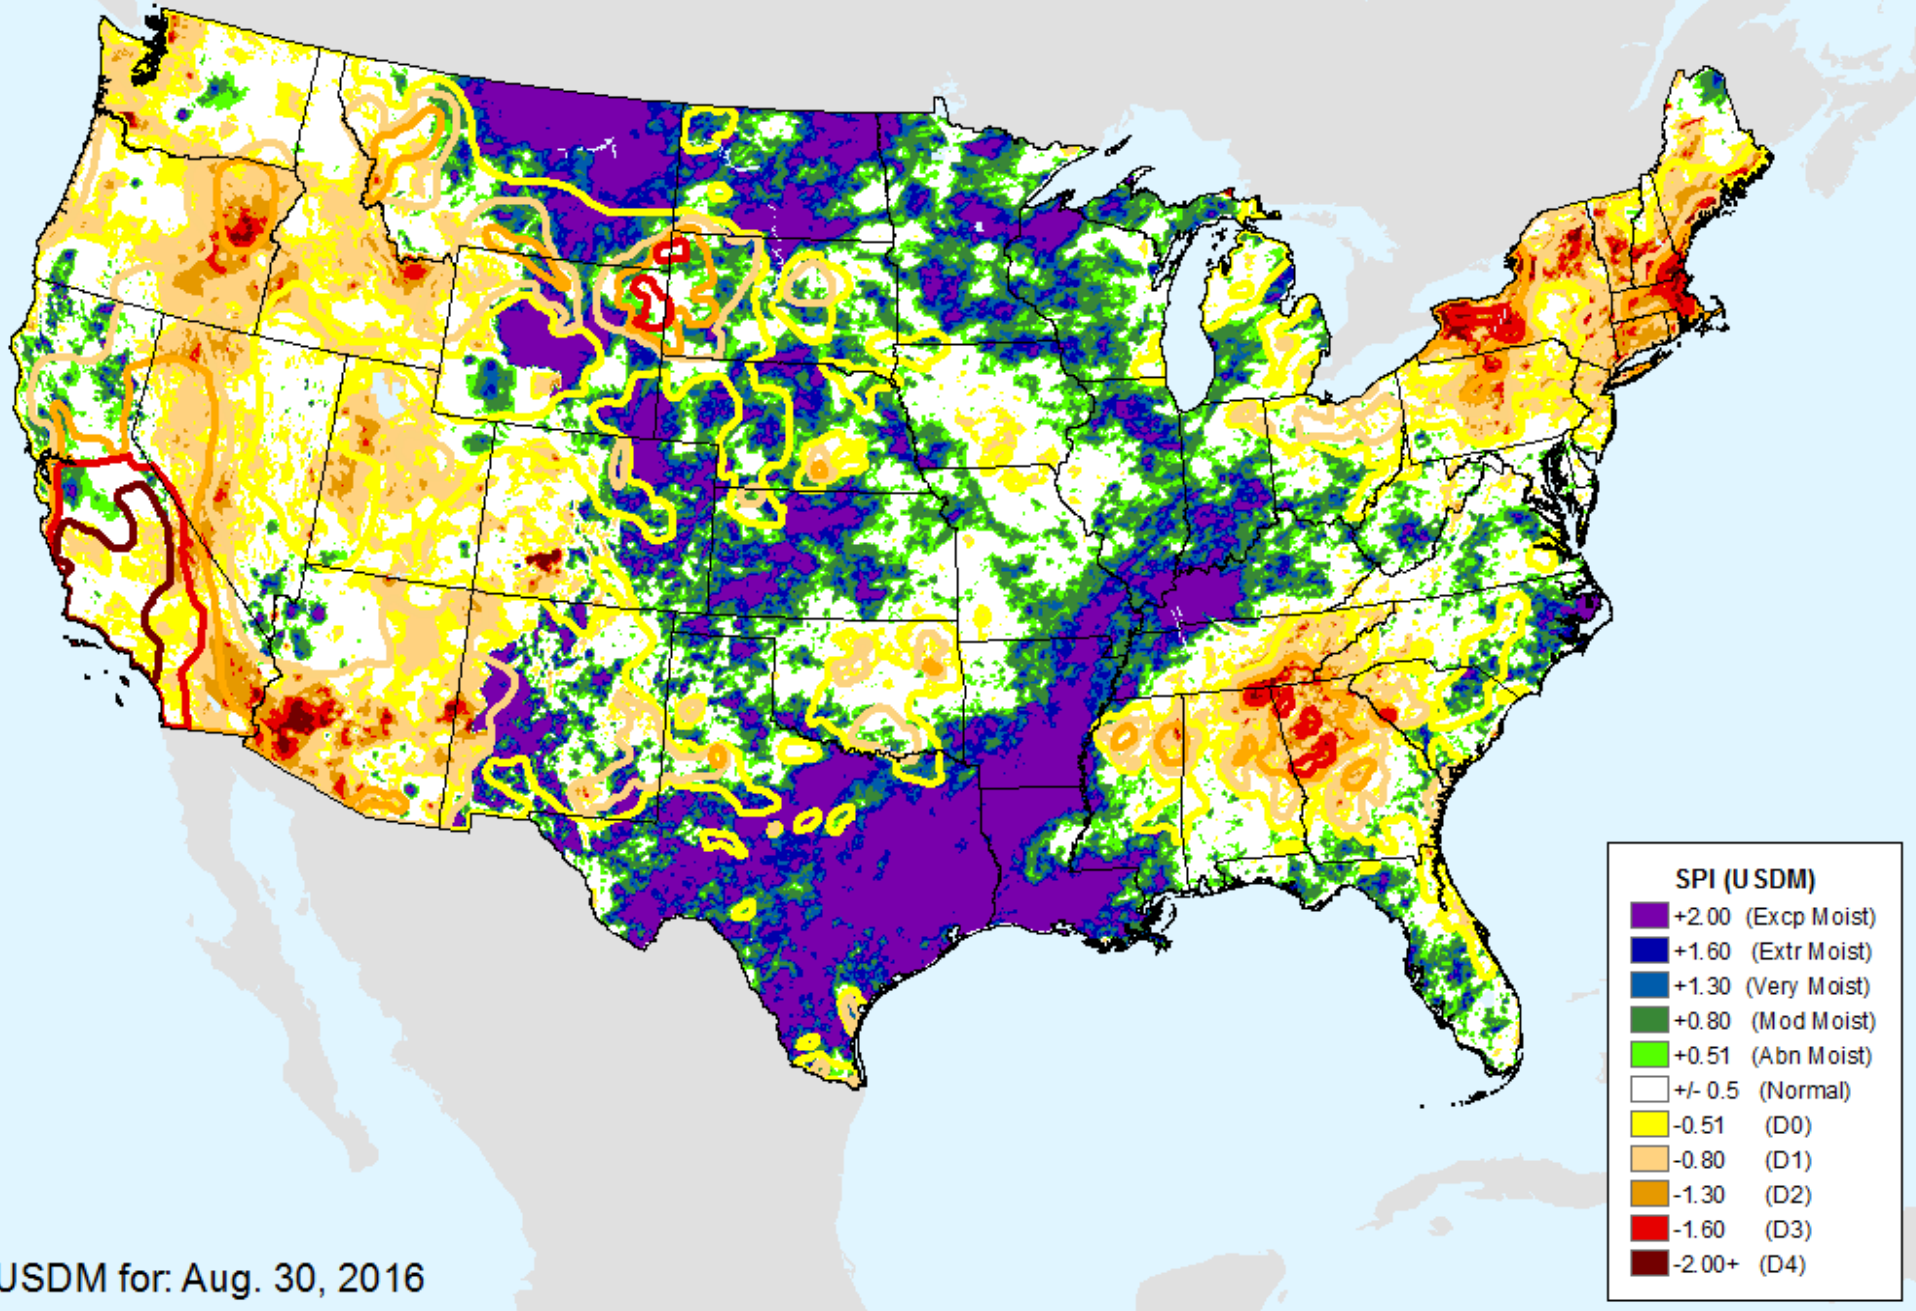 SPI (USDM)
+2.00 (Excp Moist)
+1.60 (Extr Moist)
+1.30 (Very Moist)
+0.80 (Mod Moist)
+0.51 (Abn Moist)
+/- 0.5 (Normal)
-0.51 (D0)
-0.80 (D1)
-1.30 (D2)
-1.60 (D3)
-2.00+ (D4)
USDM for: Aug. 30, 2016